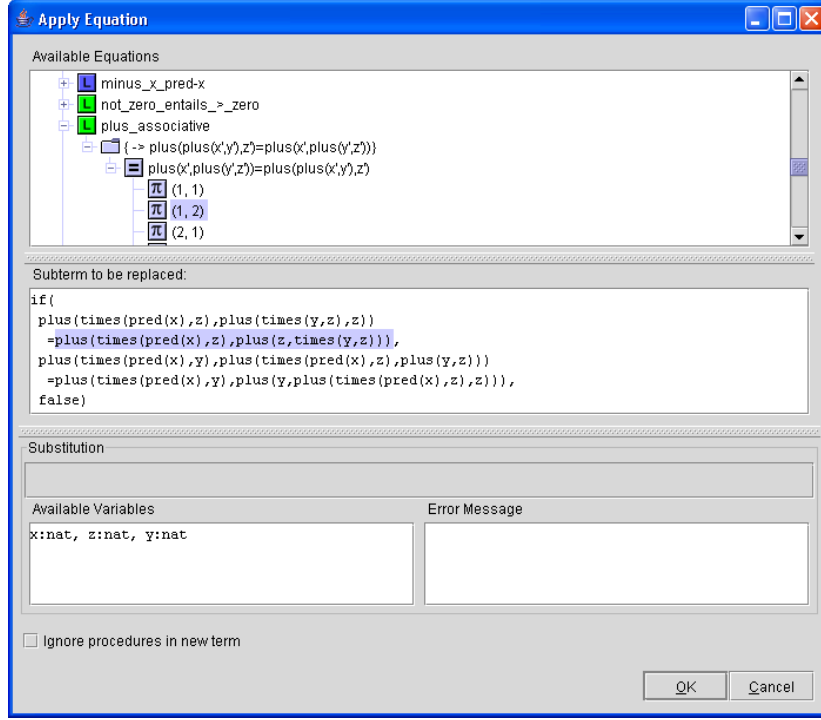 Apply Equation
Available Equations
L minus_x_pred-x
L not_zero_entails_>_zero
L plus_associative
{ -> plus(plus(x',y'),z')=plus(x',plus(y',z'))}
= plus(x',plus(y',z'))=plus(plus(x',y'),z')
π (1, 1)
π (1, 2)
π (2, 1)
Subterm to be replaced:
if(
plus(times(pred(x),z),plus(times(y,z),z))
=plus(times(pred(x),z),plus(z,times(y,z))),
plus(times(pred(x),y),plus(times(pred(x),z),plus(y,z)))
=plus(times(pred(x),y),plus(y,plus(times(pred(x),z),z))),
false)
Substitution
Available Variables
Error Message
x:nat, z:nat, y:nat
Ignore procedures in new term
OK
Cancel